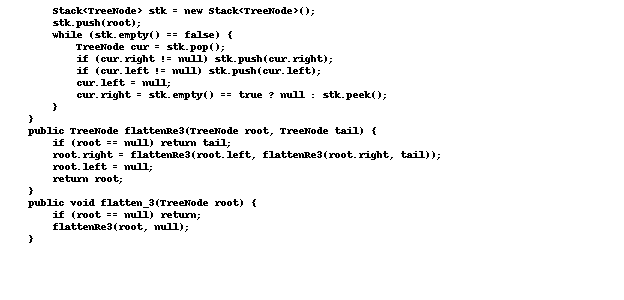 Stack<TreeNode> stk = new Stack<TreeNode>();
        stk.push(root);
        while (stk.empty() == false) {
            TreeNode cur = stk.pop();
            if (cur.right != null) stk.push(cur.right);
            if (cur.left != null) stk.push(cur.left);
            cur.left = null;
            cur.right = stk.empty() == true ? null : stk.peek();
        }
    }
    public TreeNode flattenRe3(TreeNode root, TreeNode tail) {
        if (root == null) return tail;
        root.right = flattenRe3(root.left, flattenRe3(root.right, tail));
        root.left = null;
        return root;
    }
    public void flatten_3(TreeNode root) {
        if (root == null) return;
        flattenRe3(root, null);
    }